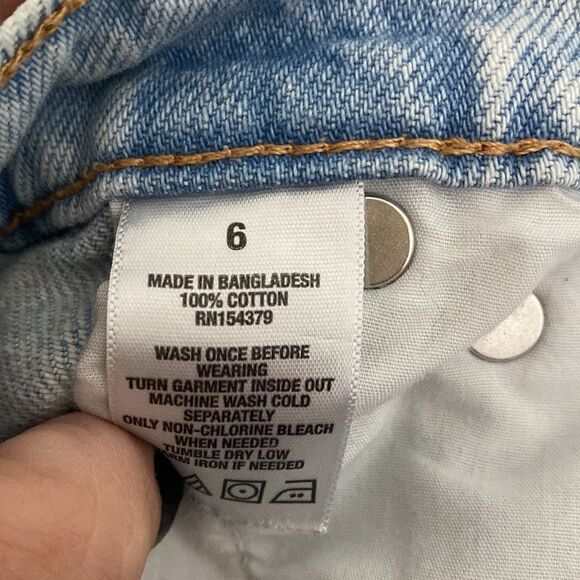 6
MADE IN BANGLADESH
100% COTTON
RN154379
WASH ONCE BEFORE
WEARING
TURN GARMENT INSIDE OUT
MACHINE WASH COLD
SEPARATELY
ONLY NON-CHLORINE BLEACH
WHEN NEEDED
TUMBLE DRY LOW
IRON IF NEEDED